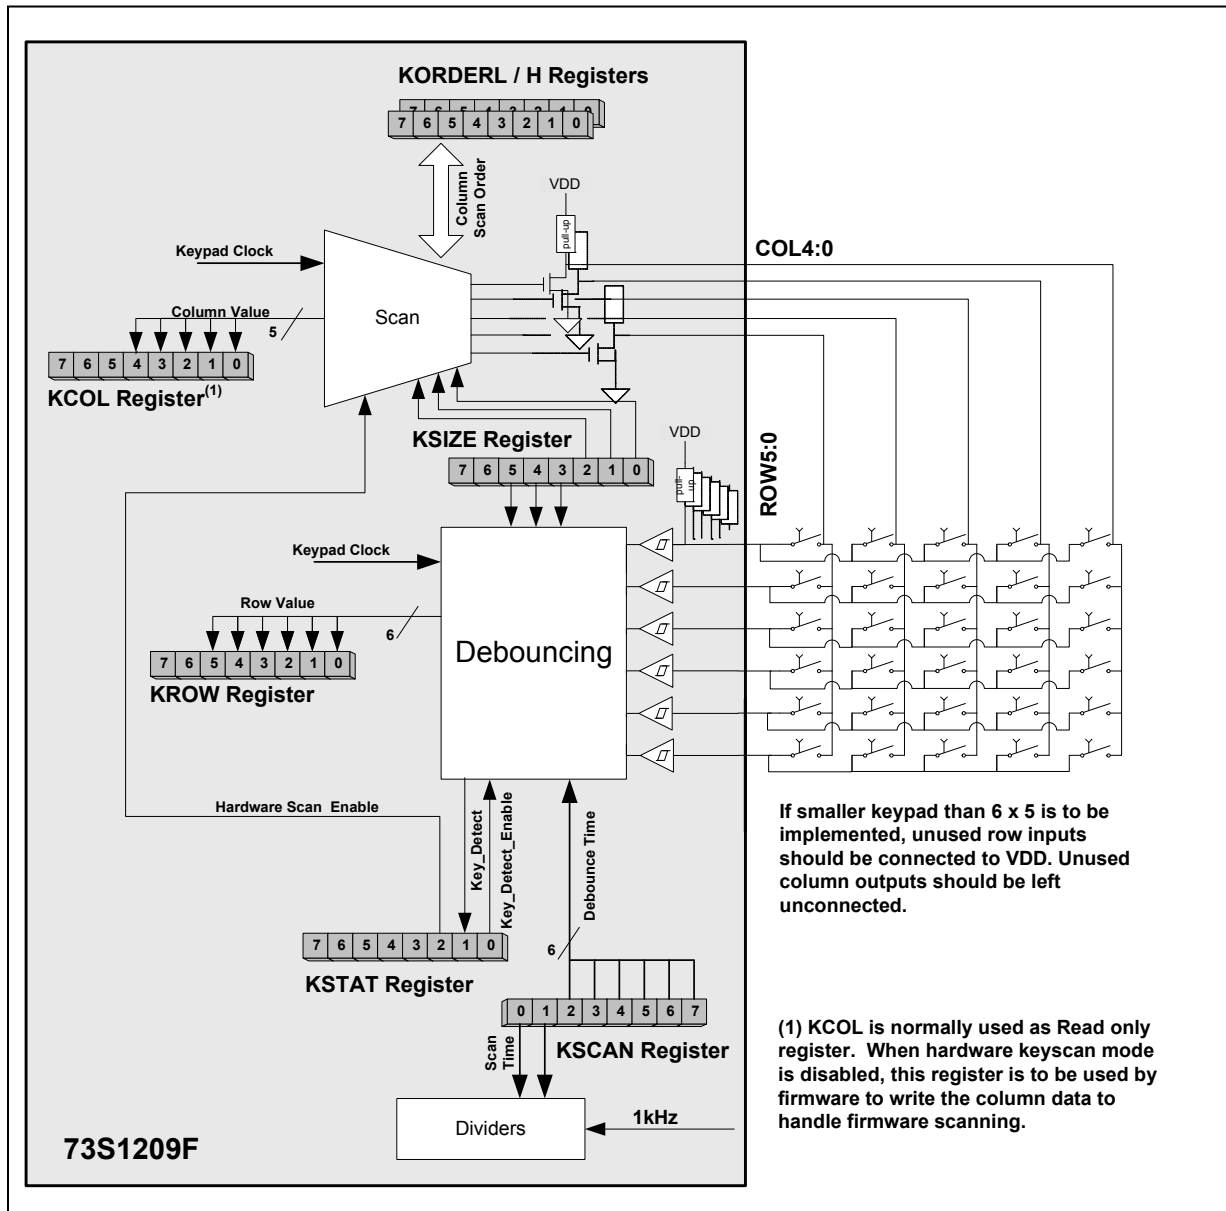 KORDERL / H Registers
7 6 5 4 3 2 1 0
7 6 5 4 3 2 1 0
Column
Scan Order
VDD
pull-up
COL4:0
Keypad Clock
Scan
Column Value
5
7 6 5 4 3 2 1 0
KCOL Register(1)
KSIZE Register
7 6 5 4 3 2 1 0
VDD
pull-
up
ROW5:0
Keypad Clock
Row Value
6
Debouncing
7 6 5 4 3 2 1 0
KROW Register
Hardware Scan Enable
Key_Detect
Key_Detect_Enable
Debounce Time
6
7 6 5 4 3 2 1 0
KSTAT Register
0 1 2 3 4 5 6 7
KSCAN Register
Scan
Time
Dividers
1kHz
73S1209F
If smaller keypad than 6 x 5 is to be
implemented, unused row inputs
should be connected to VDD. Unused
column outputs should be left
unconnected.
(1) KCOL is normally used as Read only
register. When hardware keyscan mode
is disabled, this register is to be used by
firmware to write the column data to
handle firmware scanning.